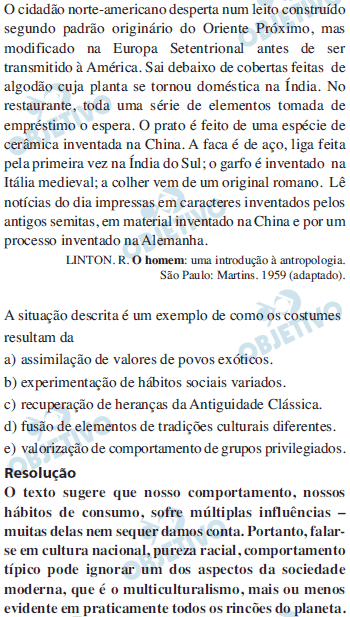 O cidadão norte-americano desperta num leito construído
segundo padrão originário do Oriente Próximo, mas
modificado na Europa Setentrional antes de ser
transmitido à América. Sai debaixo de cobertas feitas de
algodão cuja planta se tornou doméstica na Índia. No
restaurante, toda uma série de elementos tomada de
empréstimo o espera. O prato é feito de uma espécie de
cerâmica inventada na China. A faca é de aço, liga feita
pela primeira vez na Índia do Sul; o garfo é inventado na
Itália medieval; a colher vem de um original romano. Lê
notícias do dia impressas em caracteres inventados pelos
antigos semitas, em material inventado na China e por um
processo inventado na Alemanha.
LINTON. R. O homem: uma introdução à antropologia.
São Paulo: Martins. 1959 (adaptado).
A situação descrita é um exemplo de como os costumes
resultam da
a) assimilação de valores de povos exóticos.
b) experimentação de hábitos sociais variados.
c) recuperação de heranças da Antiguidade Clássica.
d) fusão de elementos de tradições culturais diferentes.
e) valorização de comportamento de grupos privilegiados.
Resolução
O texto sugere que nosso comportamento, nossos
hábitos de consumo, sofre múltiplas influências –
muitas delas nem sequer damos conta. Portanto, falar-
se em cultura nacional, pureza racial, comportamento
típico pode ignorar um dos aspectos da sociedade
moderna, que é o multiculturalismo, mais ou menos
evidente em praticamente todos os rincões do planeta.
OBJETIVO
OBJETIVO
OBJETIVO
OBJETIVO
OBJETIVO
OBJETIVO